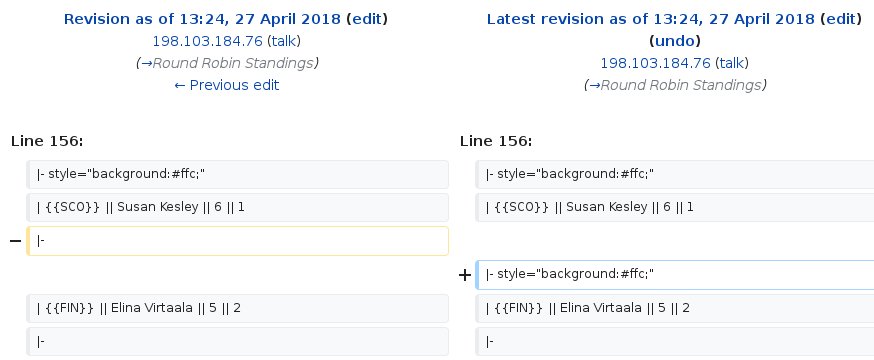 Revision as of 13:24, 27 April 2018 (edit)
198.103.184.76 (talk)
(→Round Robin Standings)
← Previous edit
Latest revision as of 13:24, 27 April 2018 (edit)
(undo)
198.103.184.76 (talk)
(→Round Robin Standings)
Line 156:
Line 156:
|- style="background:#ffc;"
|- style="background:#ffc;"
| {{SCO}} || Susan Kesley || 6 || 1
| {{SCO}} || Susan Kesley || 6 || 1
− |-
+ |- style="background:#ffc;"
| {{FIN}} || Elina Virtaala || 5 || 2
| {{FIN}} || Elina Virtaala || 5 || 2
|-
|-